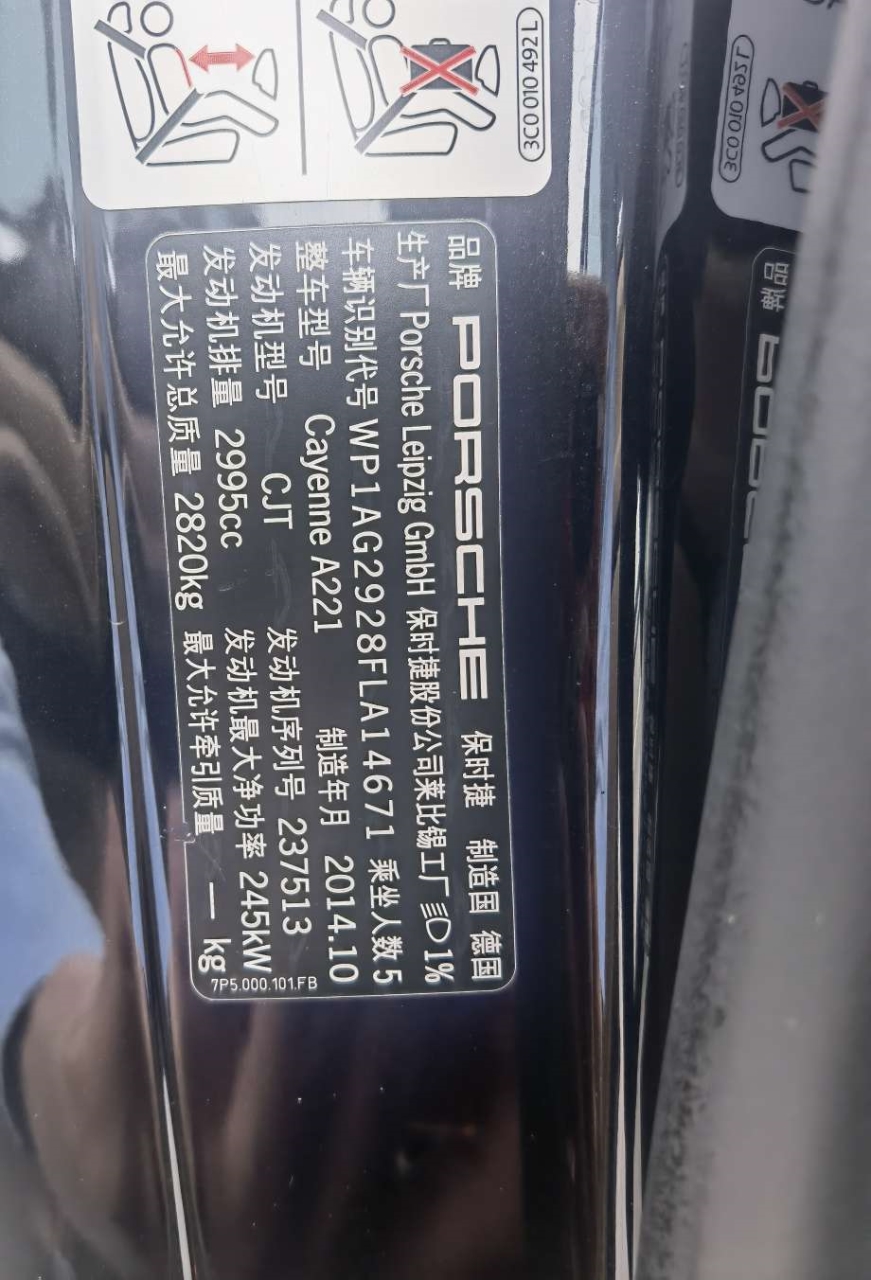 3C0 010 492L
品牌 PORSCHE 保时捷 制造国 德国
生产厂 Porsche Leipzig GmbH 保时捷股份公司莱比锡工厂 1%
车辆识别代号 WP1AG2928FLA14671 乘坐人数 5
整车型号 Cayenne A221 制造年月 2014.10
发动机型号 CJT 发动机序列号 237513
发动机排量 2995cc 发动机最大净功率 245kW
最大允许总质量 2820kg 最大允许牵引质量 — kg
7P5.000.101.FB